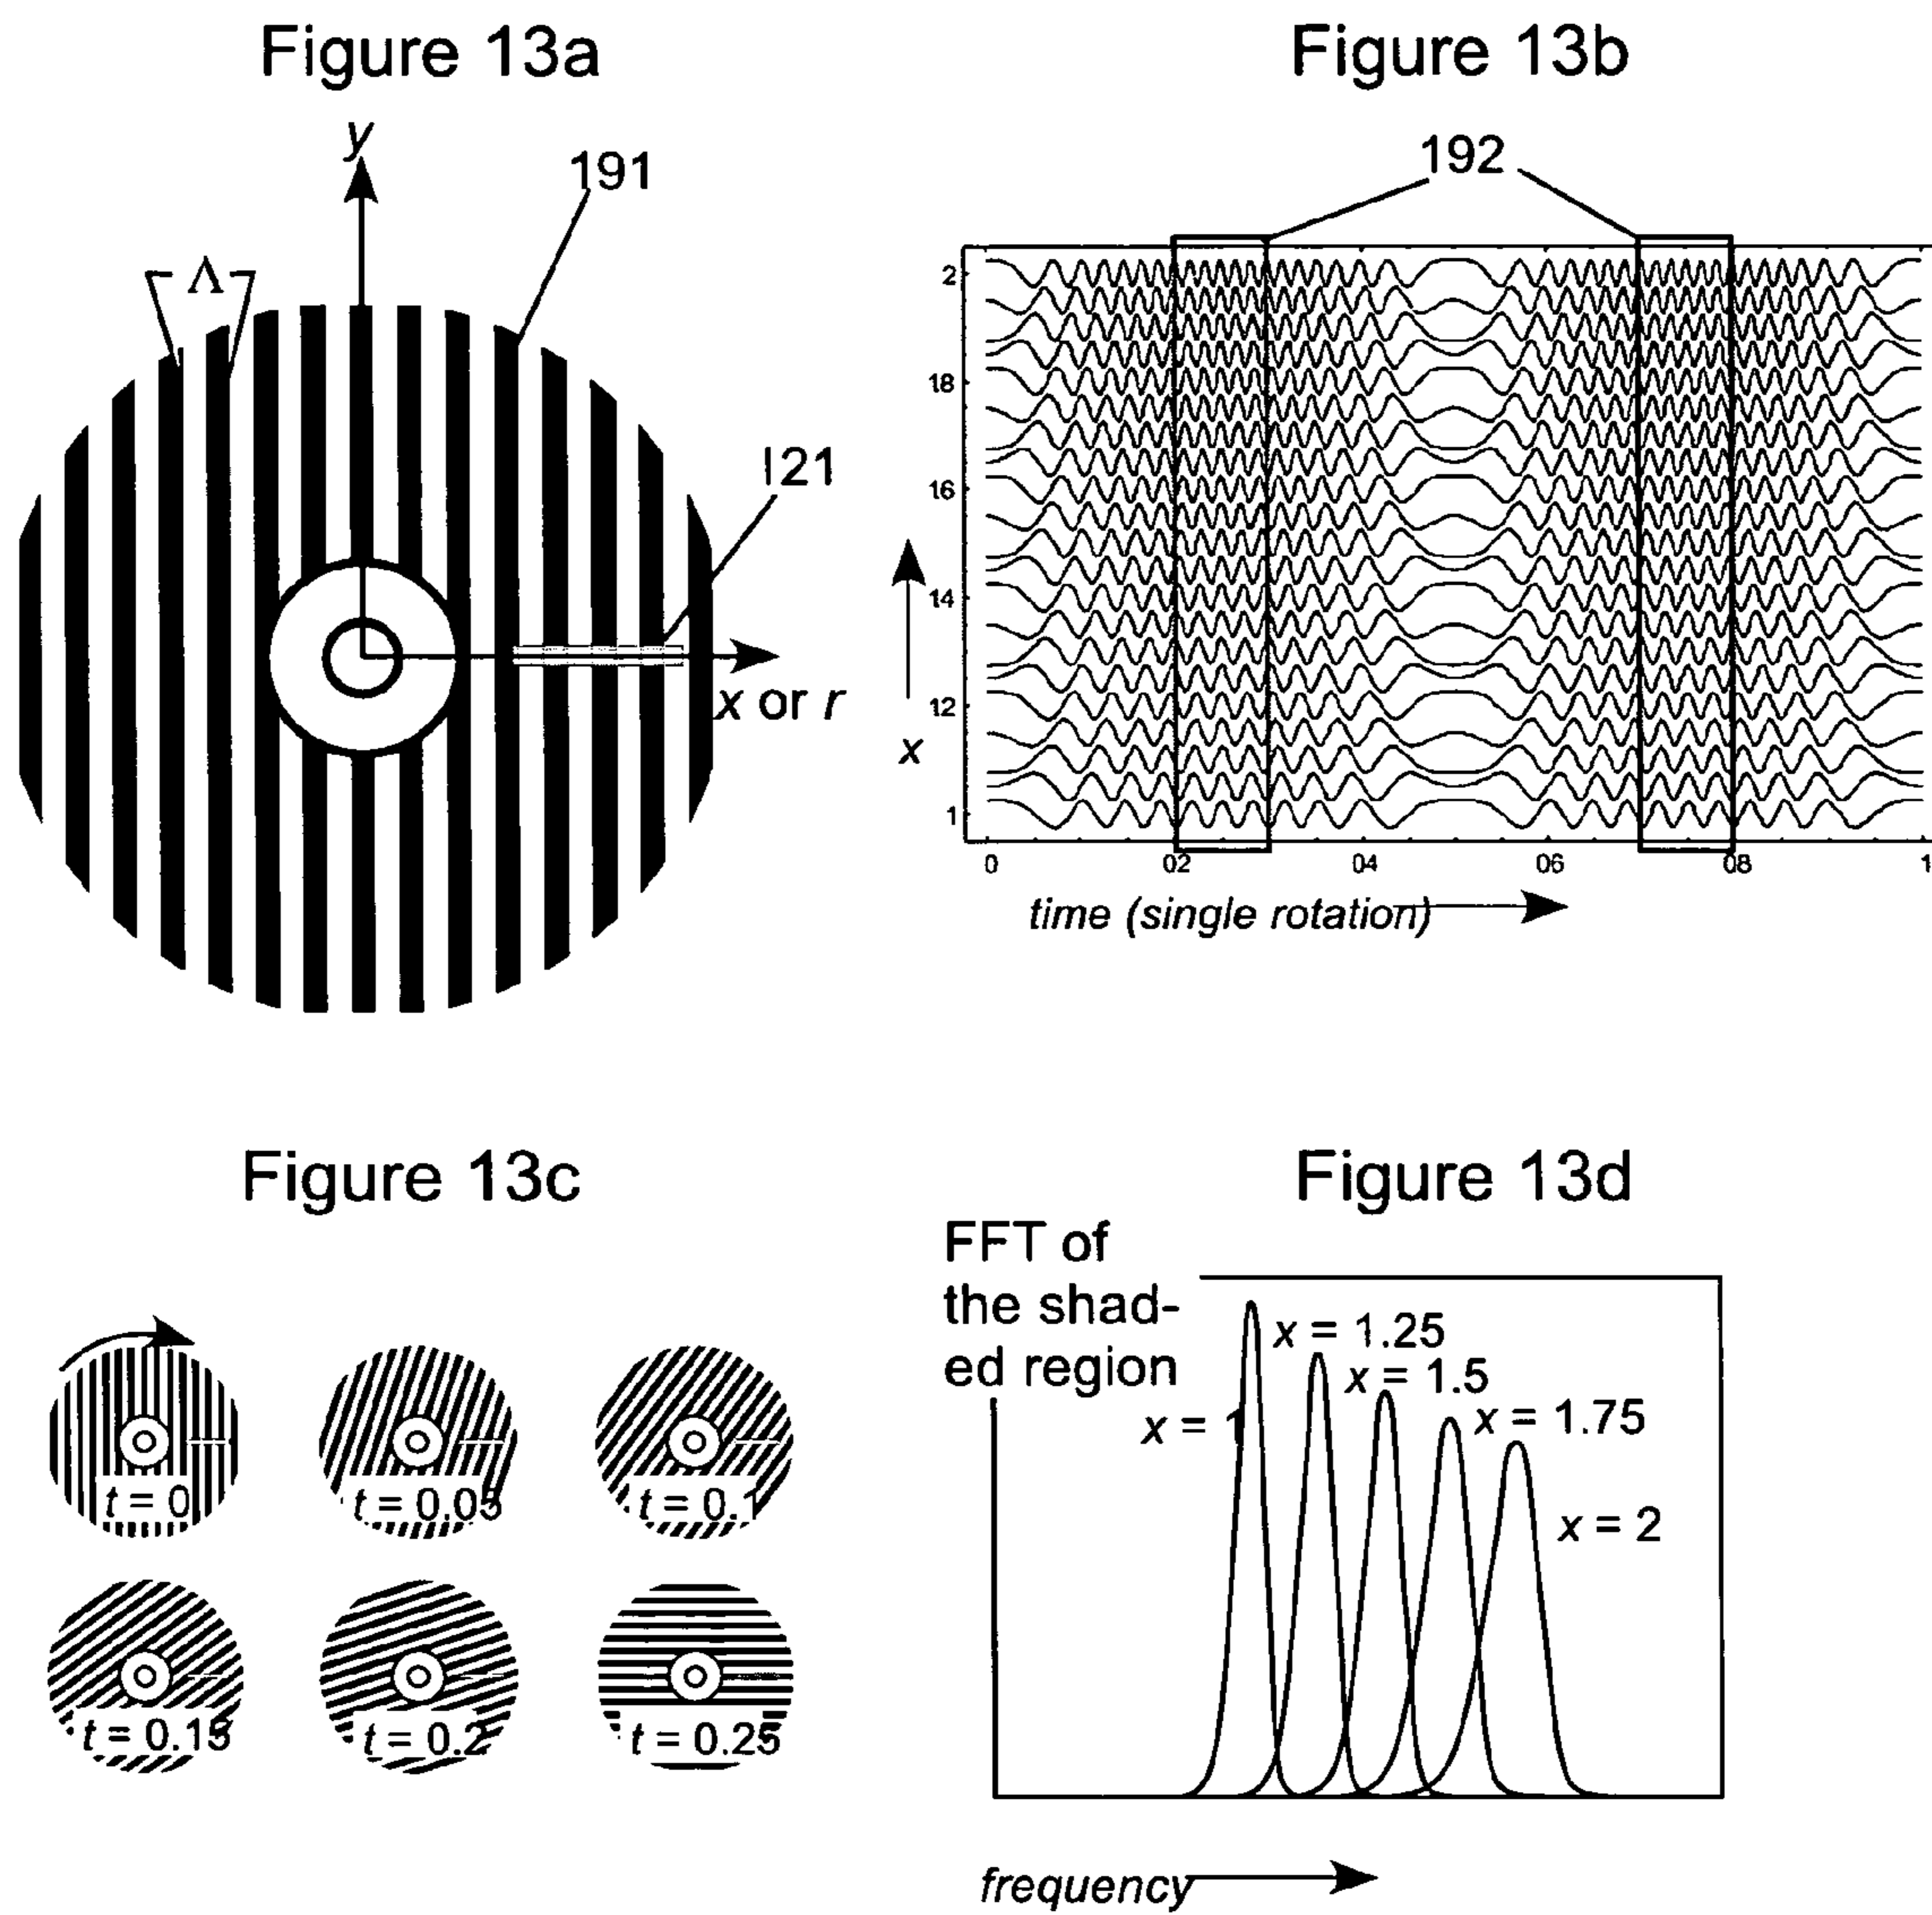 Figure 13a
y
191
Λ
I21
x or r
Figure 13b
192
2
18
16
14
12
1
x
0 02 04 06 08 1
time (single rotation)
Figure 13c
t = 0
t = 0.05
t = 0.1
t = 0.15
t = 0.2
t = 0.25
Figure 13d
FFT of
the shad-
ed region
x = 1
x = 1.25
x = 1.5
x = 1.75
x = 2
frequency